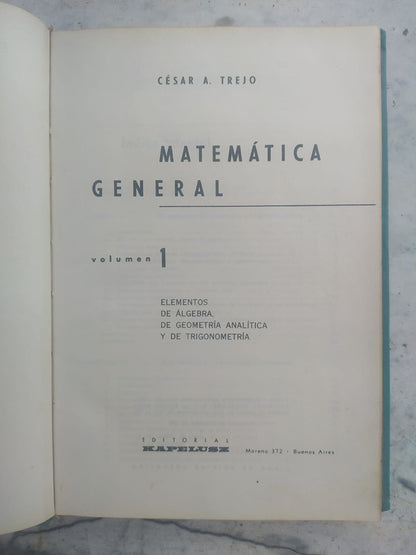 CÉSAR A. TREJO
MATEMÁTICA
GENERAL
volumen 1
ELEMENTOS
DE ÁLGEBRA,
DE GEOMETRÍA ANALÍTICA
Y DE TRIGONOMETRÍA
EDITORIAL
KAPELUSZ Moreno 372 - Buenos Aires